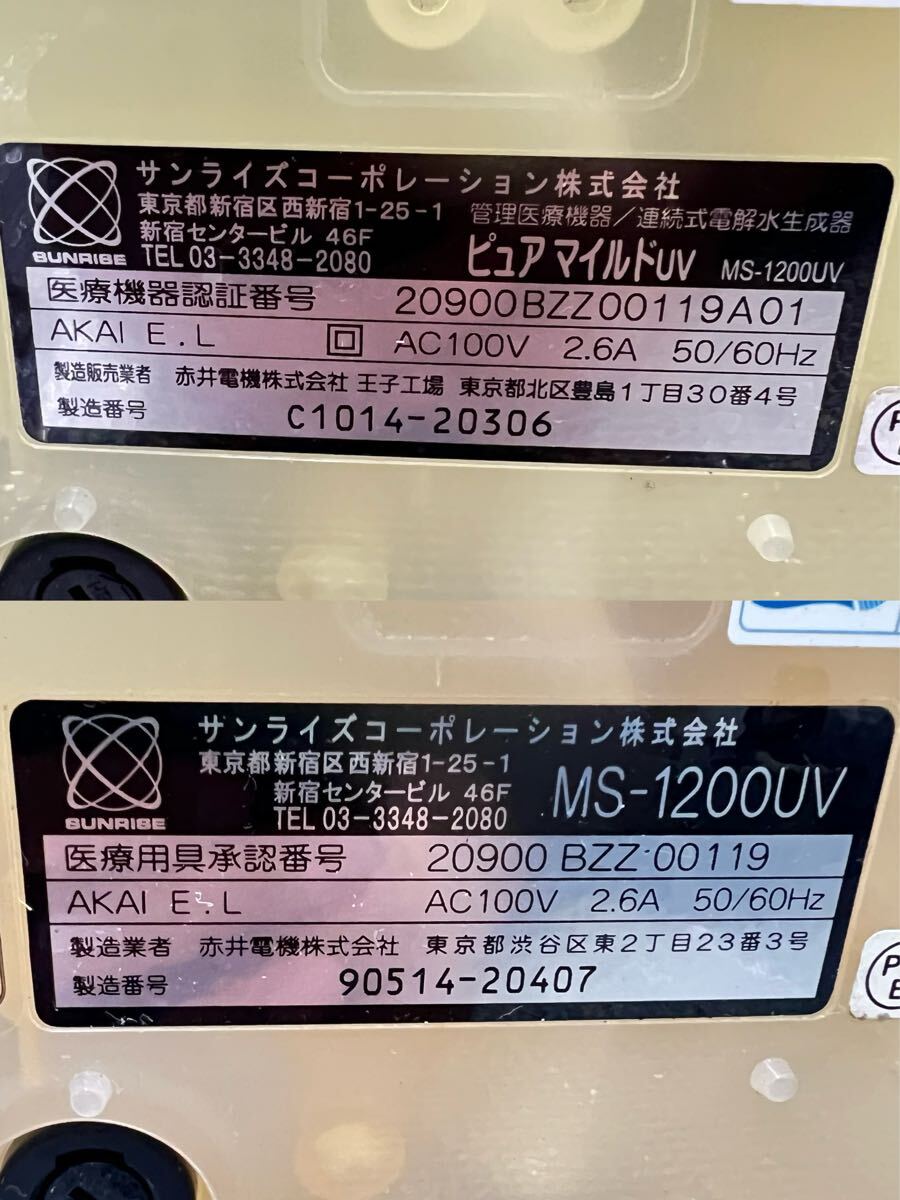 サンライズコーポレーション株式会社
東京都新宿区西新宿1-25-1
管理医療機器/連続式電解水生成器
新宿センタービル 46F
SUNRISE
TEL 03-3348-2080
ピュア マイルドUV MS-1200UV
医療機器認証番号 20900BZZ00119A01
AKAI E.L AC100V 2.6A 50/60Hz
製造販売業者 赤井電機株式会社 王子工場 東京都北区豊島1丁目30番4号
製造番号 C1014-20306
サンライズコーポレーション株式会社
東京都新宿区西新宿1-25-1
新宿センタービル 46F
MS-1200UV
SUNRISE
TEL 03-3348-2080
医療用具承認番号 20900 BZZ 00119
AKAI E.L AC100V 2.6A 50/60Hz
製造業者 赤井電機株式会社 東京都渋谷区東2丁目23番3号
製造番号 90514-20407